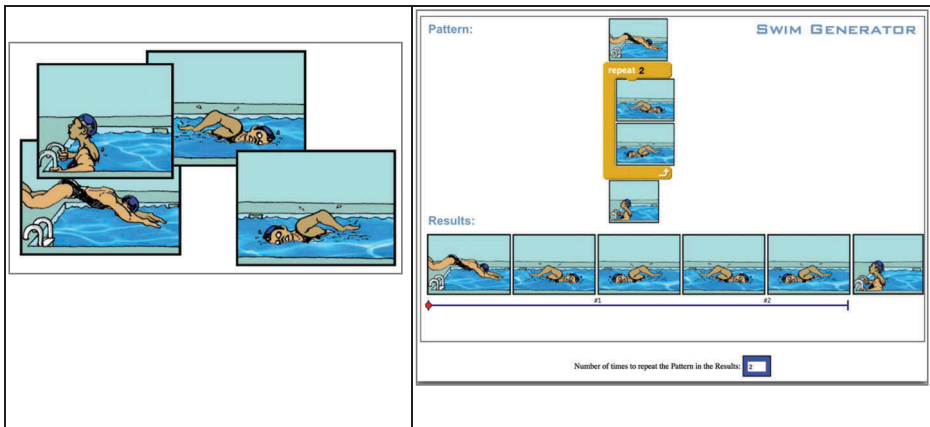 Pattern:
SWIM GENERATOR
repeat 2
Results:
#1
#2
Number of times to repeat the Pattern in the Results: 2